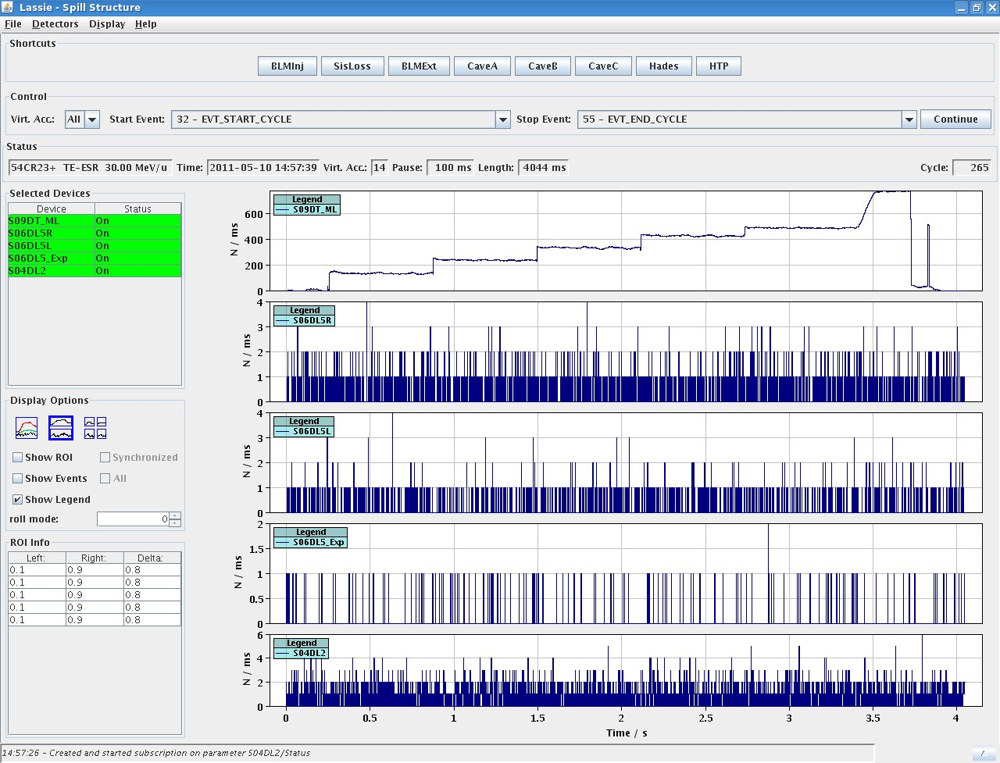 Lassie - Spill Structure
File Detectors Display Help
Shortcuts
BLMInj SisLoss BLMExt CaveA CaveB CaveC Hades HTP
Control
Virt. Acc.: All Start Event: 32 - EVT_START_CYCLE Stop Event: 55 - EVT_END_CYCLE Continue
Status
54CR23+ TE-ESR 30.00 MeV/u Time: 2011-05-10 14:57:39 Virt. Acc.: 14 Pause: 100 ms Length: 4044 ms Cycle: 265
Selected Devices
Device Status
S09DT_ML On
S06DL5R On
S06DL5L On
S06DL5_Exp On
S04DL2 On
Display Options
Show ROI Synchronized
Show Events All
Show Legend
roll mode: 0
ROI Info
Left: Right: Delta:
0.1 0.9 0.8
0.1 0.9 0.8
0.1 0.9 0.8
0.1 0.9 0.8
0.1 0.9 0.8
Legend
S09DT_ML
N / ms
600
400
200
0
Legend
S06DL5R
N / ms
4
3
2
1
0
Legend
S06DL5L
N / ms
4
3
2
1
0
Legend
S06DL5_Exp
N / ms
2
1.5
1
0.5
0
Legend
S04DL2
N / ms
6
4
2
0
0 0.5 1 1.5 2 2.5 3 3.5 4
Time / s
14:57:26 - Created and started subscription on parameter S04DL2/Status